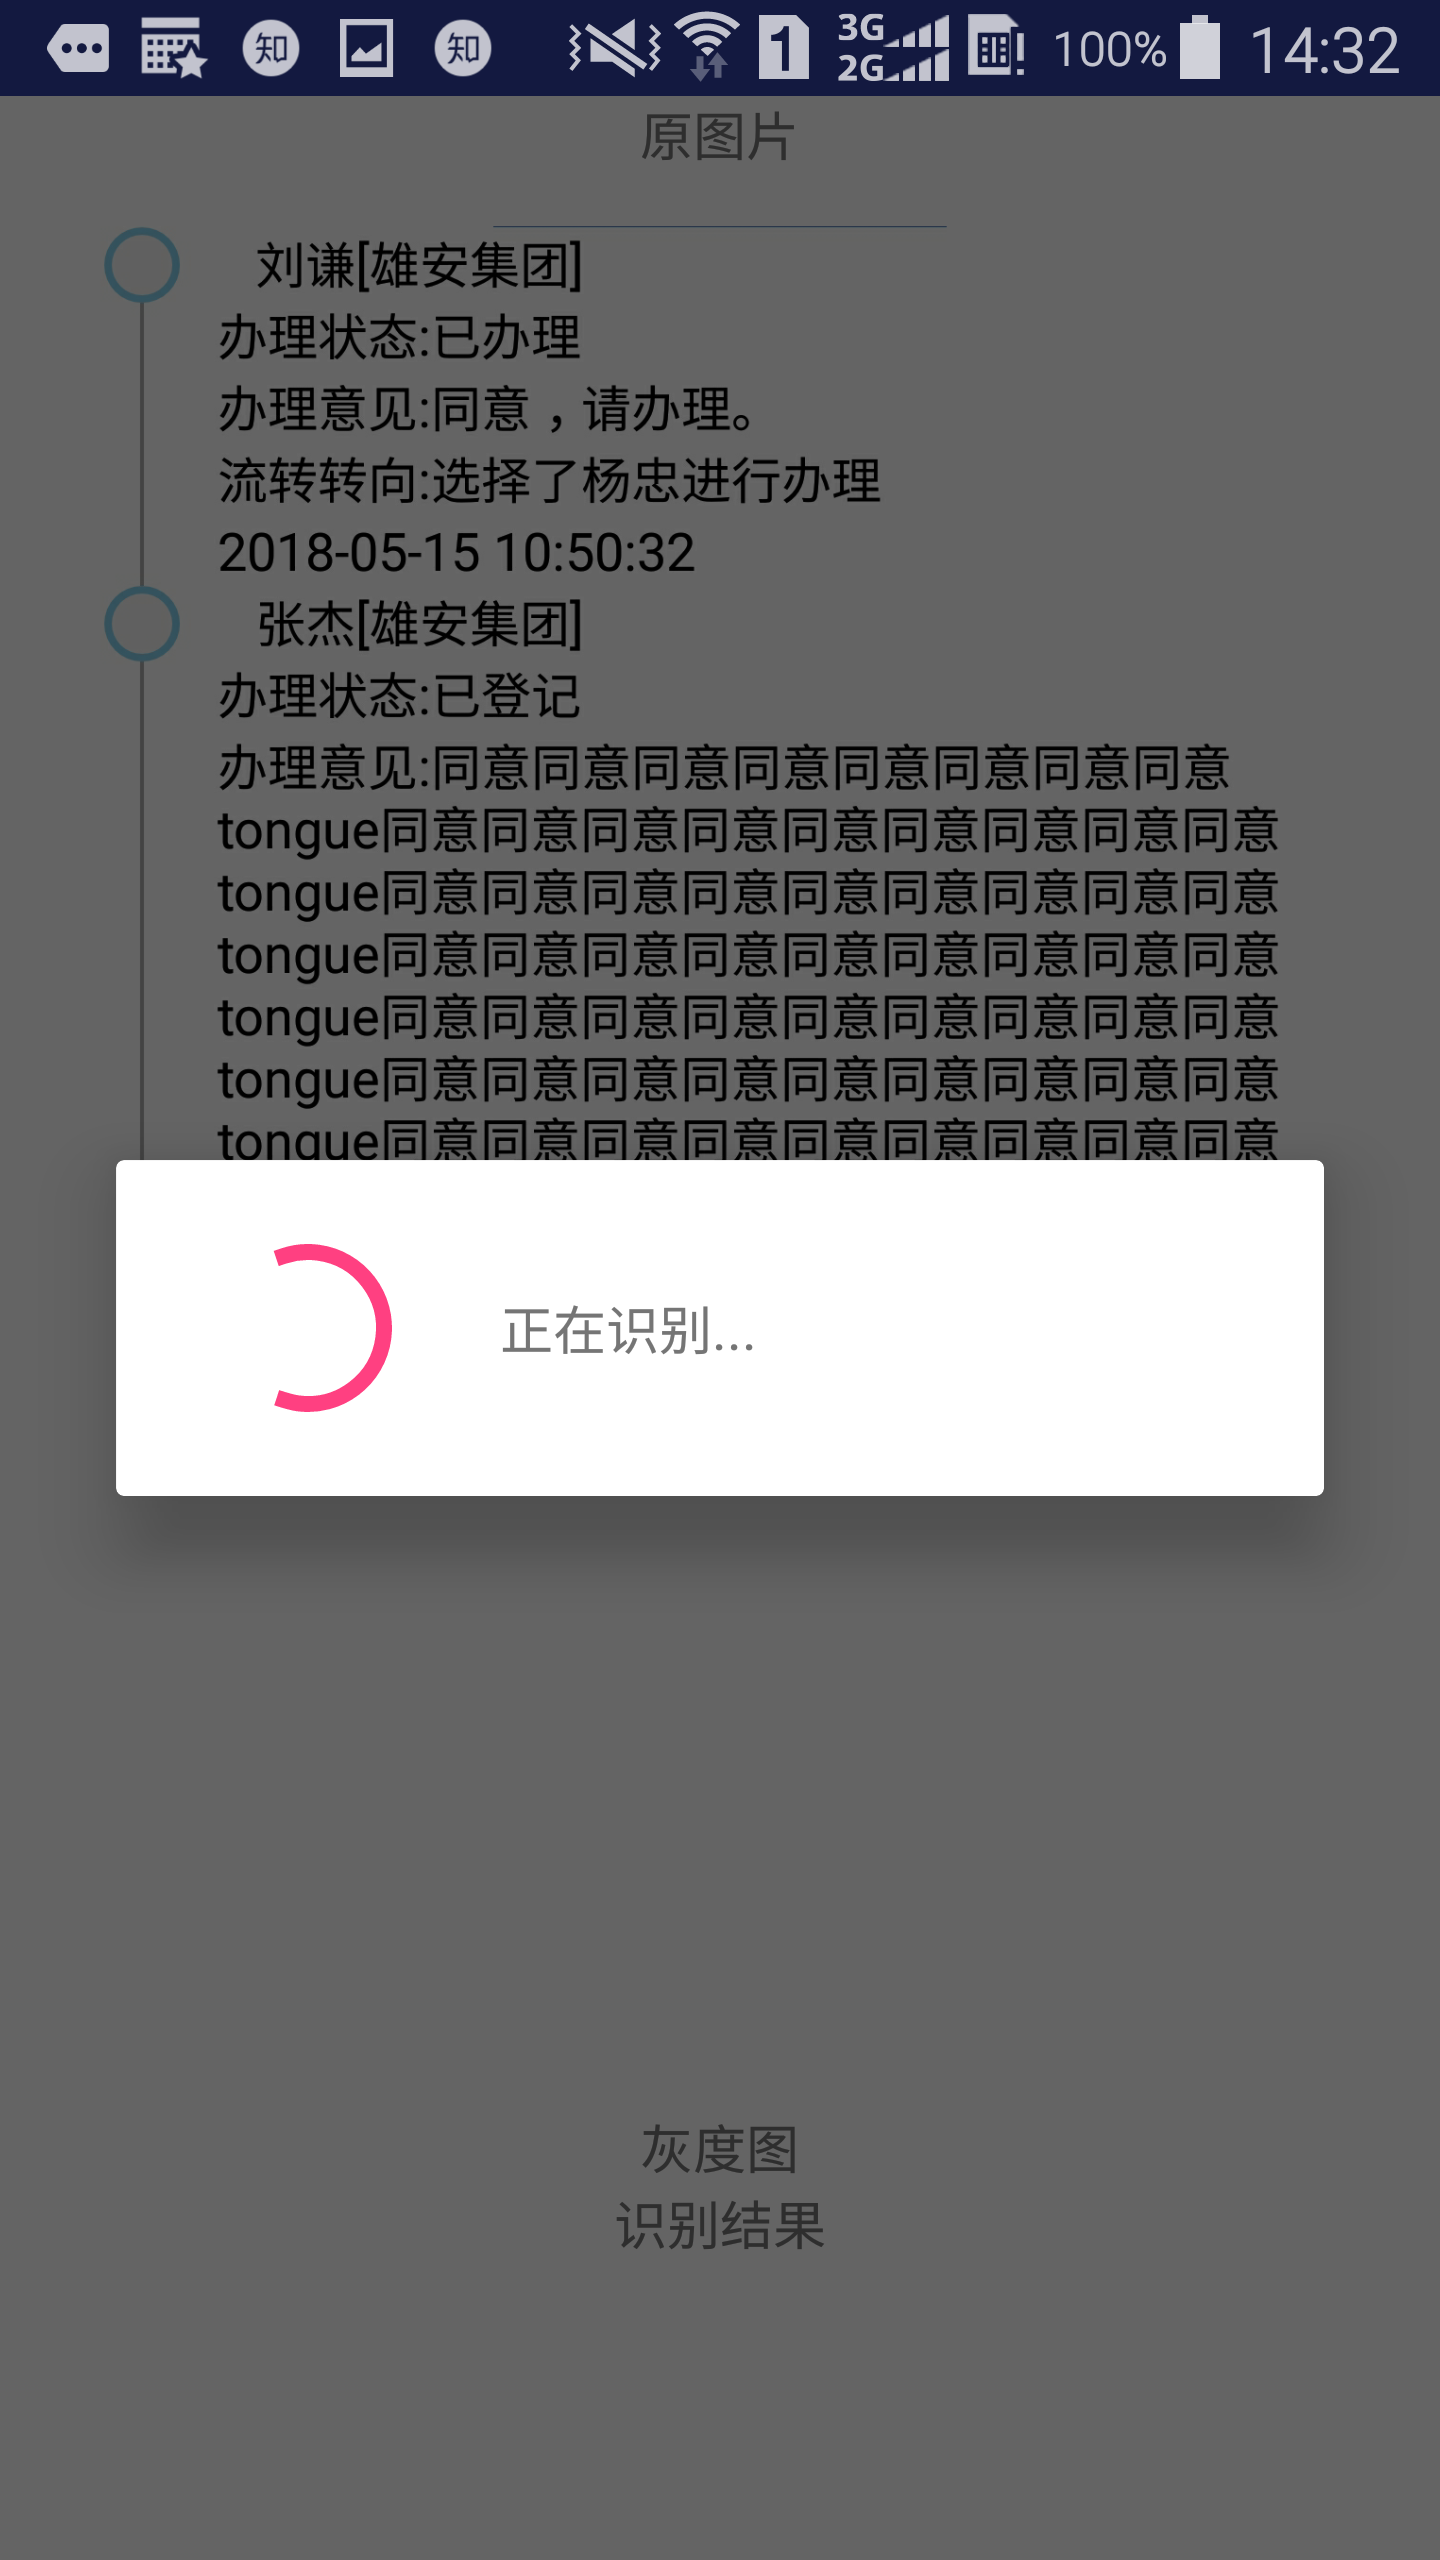 知 知 1 3G 2G 100% 14:32
原图片
刘谦[雄安集团]
办理状态:已办理
办理意见:同意，请办理。
流转转向:选择了杨忠进行办理
2018-05-15 10:50:32
张杰[雄安集团]
办理状态:已登记
办理意见:同意同意同意同意同意同意同意同意
tongue同意同意同意同意同意同意同意同意同意
tongue同意同意同意同意同意同意同意同意同意
tongue同意同意同意同意同意同意同意同意同意
tongue同意同意同意同意同意同意同意同意同意
tongue同意同意同意同意同意同意同意同意同意
tongue同意同意同意同意同意同意同意同意同意
正在识别...
灰度图
识别结果